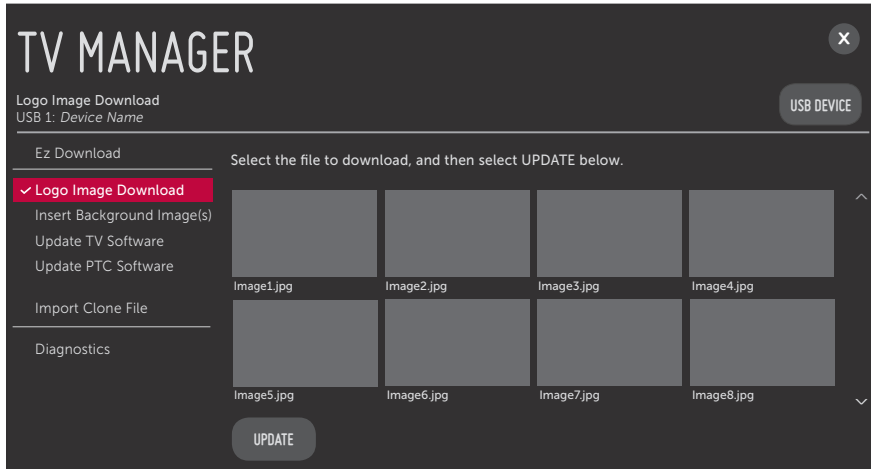 TV MANAGER
X
Logo Image Download
USB 1: Device Name
USB DEVICE
Ez Download
Logo Image Download
Insert Background Image(s)
Update TV Software
Update PTC Software
Import Clone File
Diagnostics
Select the file to download, and then select UPDATE below.
Image1.jpg
Image2.jpg
Image3.jpg
Image4.jpg
Image5.jpg
Image6.jpg
Image7.jpg
Image8.jpg
UPDATE